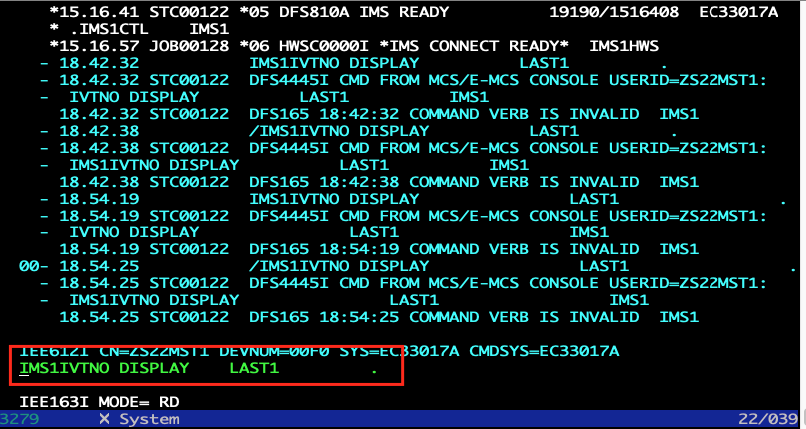 *15.16.41 STC00122 *05 DFS810A IMS READY 19190/1516408 EC33017A
* .IMS1CTL IMS1
*15.16.57 JOB00128 *06 HWSC0000I *IMS CONNECT READY* IMS1HWS
- 18.42.32 IMS1IVTNO DISPLAY LAST1 .
- 18.42.32 STC00122 DFS4445I CMD FROM MCS/E-MCS CONSOLE USERID=ZS22MST1:
- IVTNO DISPLAY LAST1 IMS1
18.42.32 STC00122 DFS165 18:42:32 COMMAND VERB IS INVALID IMS1
- 18.42.38 /IMS1IVTNO DISPLAY LAST1 .
- 18.42.38 STC00122 DFS4445I CMD FROM MCS/E-MCS CONSOLE USERID=ZS22MST1:
- IMS1IVTNO DISPLAY LAST1 IMS1
18.42.38 STC00122 DFS165 18:42:38 COMMAND VERB IS INVALID IMS1
- 18.54.19 IMS1IVTNO DISPLAY LAST1 .
- 18.54.19 STC00122 DFS4445I CMD FROM MCS/E-MCS CONSOLE USERID=ZS22MST1:
- IVTNO DISPLAY LAST1 IMS1
18.54.19 STC00122 DFS165 18:54:19 COMMAND VERB IS INVALID IMS1
00- 18.54.25 /IMS1IVTNO DISPLAY LAST1 .
- 18.54.25 STC00122 DFS4445I CMD FROM MCS/E-MCS CONSOLE USERID=ZS22MST1:
- IMS1IVTNO DISPLAY LAST1 IMS1
18.54.25 STC00122 DFS165 18:54:25 COMMAND VERB IS INVALID IMS1
IEE612I CN=ZS22MST1 DEVNUM=00F0 SYS=EC33017A CMDSYS=EC33017A
IMS1IVTNO DISPLAY LAST1 .
IEE163I MODE= RD
3279 X System 22/039